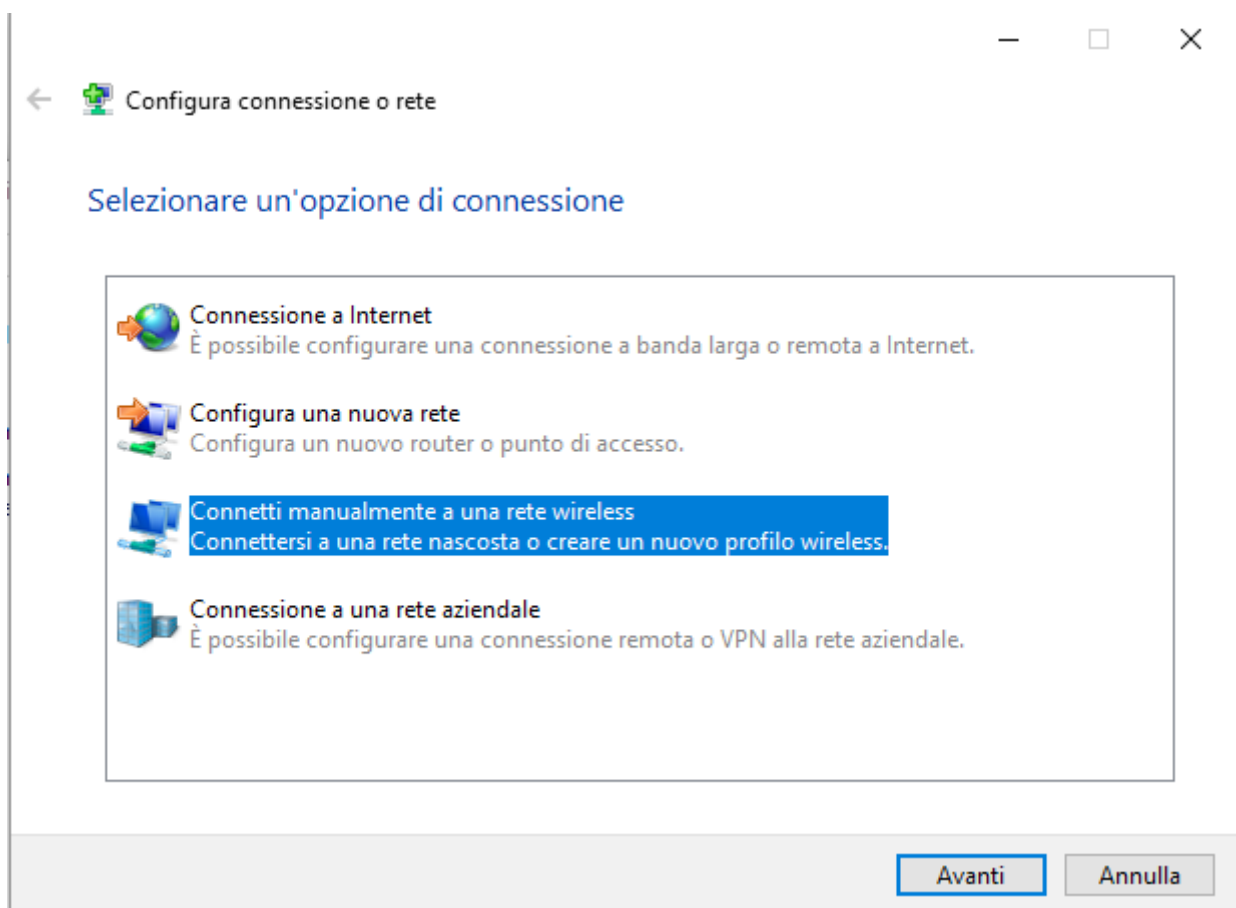 Configura connessione o rete
Selezionare un'opzione di connessione
Connessione a Internet
È possibile configurare una connessione a banda larga o remota a Internet.
Configura una nuova rete
Configura un nuovo router o punto di accesso.
Connetti manualmente a una rete wireless
Connettersi a una rete nascosta o creare un nuovo profilo wireless.
Connessione a una rete aziendale
È possibile configurare una connessione remota o VPN alla rete aziendale.
Avanti
Annulla